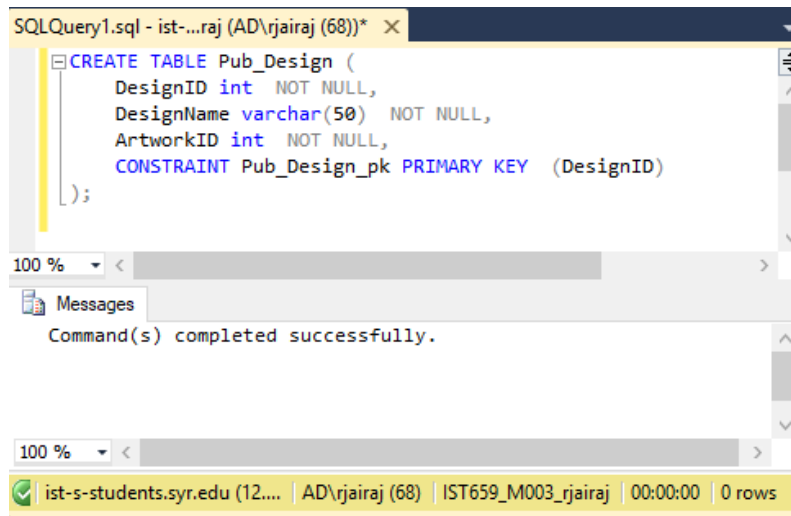 SQLQuery1.sql - ist-...raj (AD\rjairaj (68))* ×
CREATE TABLE Pub_Design (
    DesignID int  NOT NULL,
    DesignName varchar(50)  NOT NULL,
    ArtworkID int  NOT NULL,
    CONSTRAINT Pub_Design_pk PRIMARY KEY  (DesignID)
);
100 %
Messages
Command(s) completed successfully.
100 %
ist-s-students.syr.edu (12.... | AD\rjairaj (68) | IST659_M003_rjairaj | 00:00:00 | 0 rows